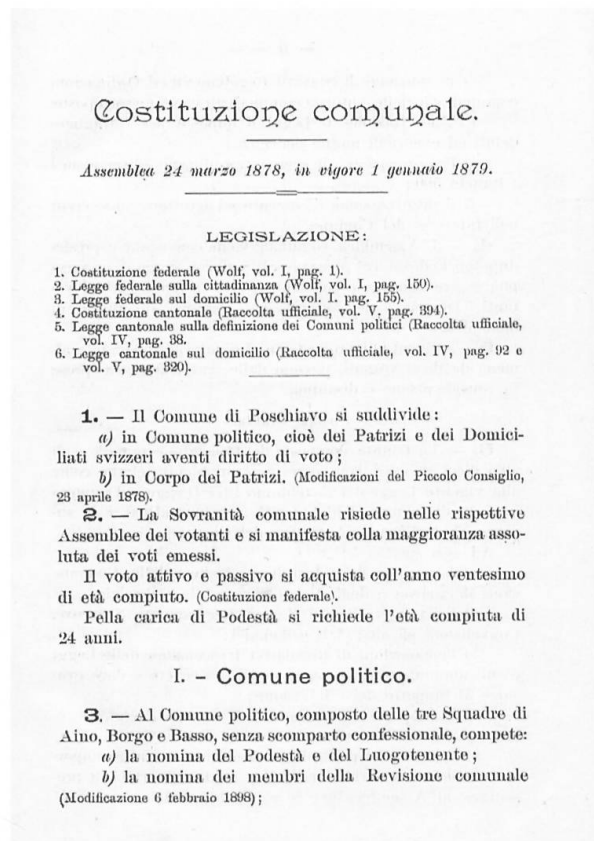 Costituzione comunale.
Assemblea 24 marzo 1878, in vigore 1 gennaio 1879.
LEGISLAZIONE:
1. Costituzione federale (Wolf, vol. I, pag. 1).
2. Legge federale sulla cittadinanza (Wolf, vol. I, pag. 150).
3. Legge federale sul domicilio (Wolf, vol. I. pag. 155).
4. Costituzione cantonale (Raccolta ufficiale, vol. V. pag. 394).
5. Legge cantonale sulla definizione dei Comuni politici (Raccolta ufficiale,
vol. IV, pag. 38.
6. Legge cantonale sul domicilio (Raccolta ufficiale, vol. IV, pag. 92 e
vol. V, pag. 320).
1. — Il Comune di Poschiavo si suddivide:
a) in Comune politico, cioè dei Patrizi e dei Domici-
liati svizzeri aventi diritto di voto;
b) in Corpo dei Patrizi. (Modificazioni del Piccolo Consiglio,
23 aprile 1878).
2. — La Sovranità comunale risiede nelle rispettive
Assemblee dei votanti e si manifesta colla maggioranza asso-
luta dei voti emessi.
Il voto attivo e passivo si acquista coll'anno ventesimo
di età compiuto. (Costituzione federale).
Pella carica di Podestà si richiede l'età compiuta di
24 anni.
I. - Comune politico.
3. — Al Comune politico, composto delle tre Squadre di
Aino, Borgo e Basso, senza scomparto confessionale, compete:
a) la nomina del Podestà e del Luogotenente;
b) la nomina dei membri della Revisione comunale
(Modificazione 6 febbraio 1898);